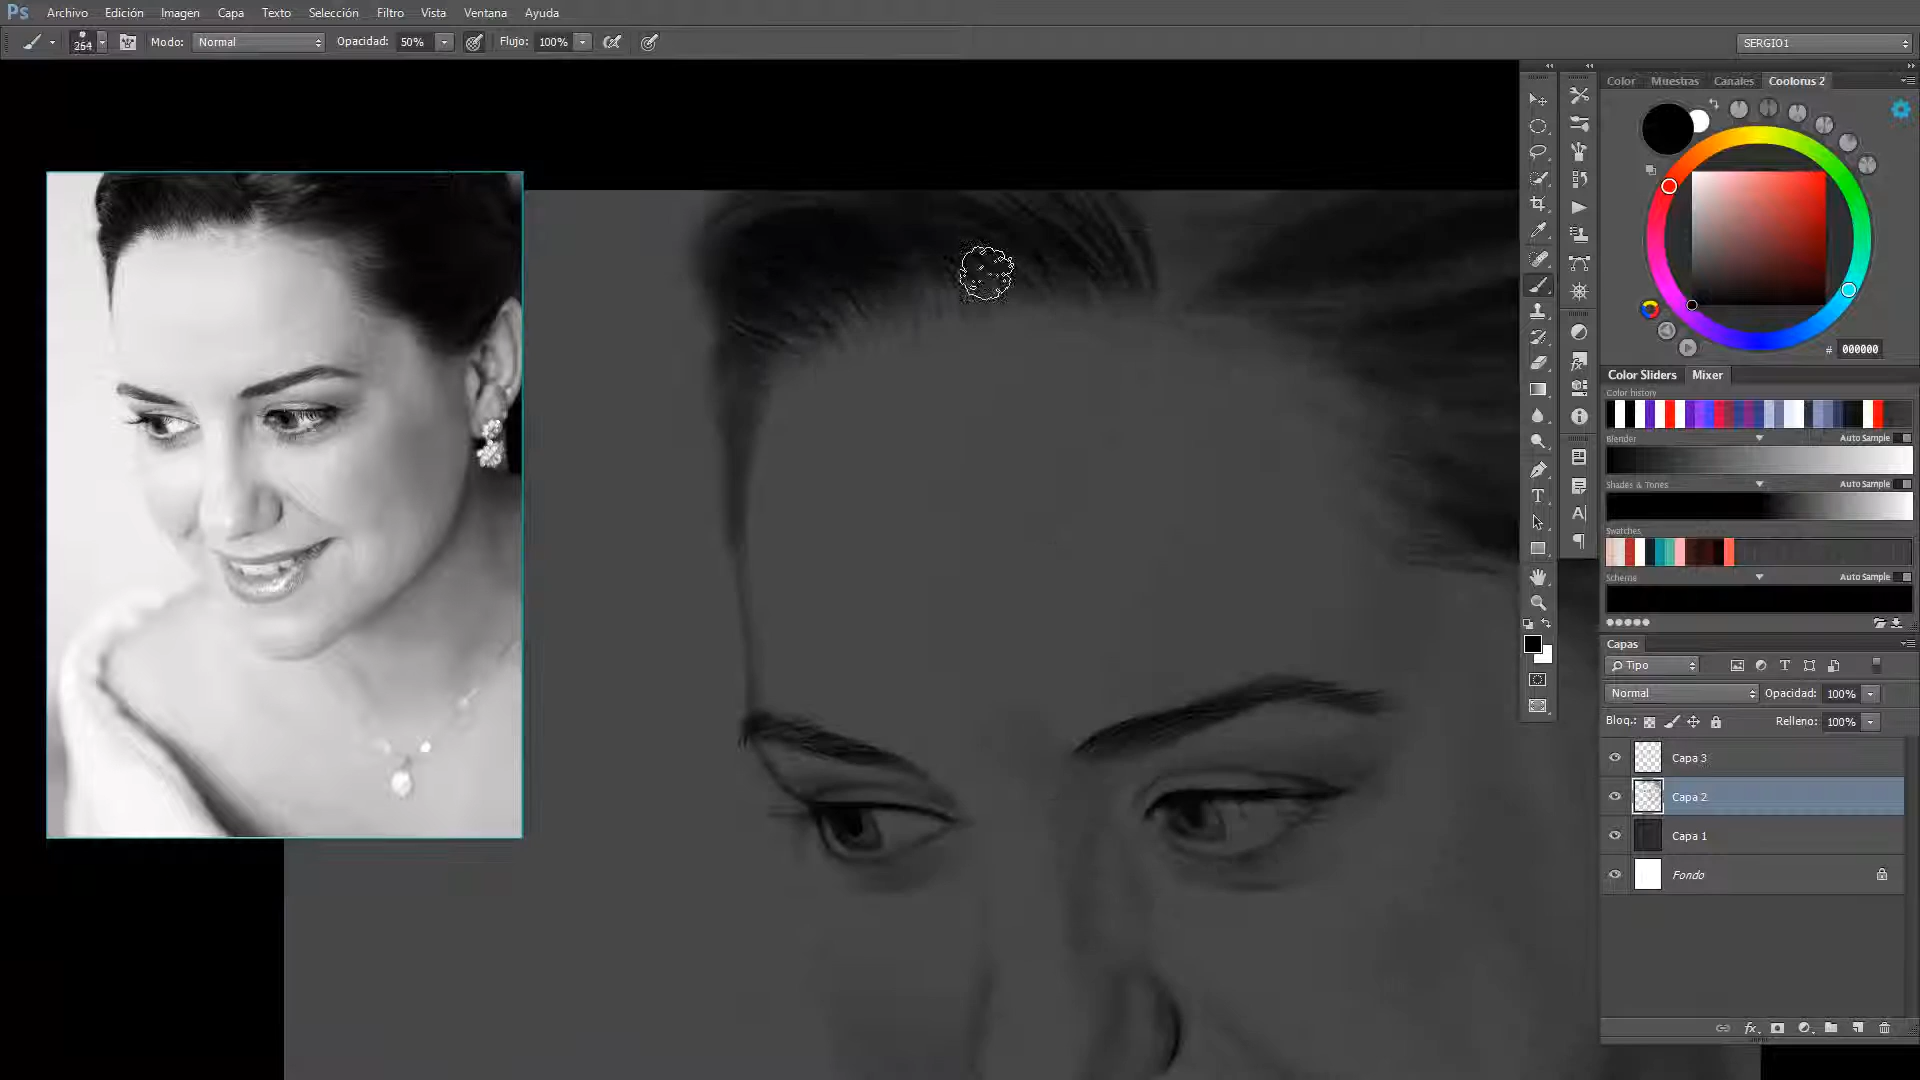 Ps Archivo Edición Imagen Capa Texto Selección Filtro Vista Ventana Ayuda
264 Modo: Normal Opacidad: 50% Flujo: 100% SERGIO1
Color Muestras Canales Coolorus 2
# 000000
Color Sliders Mixer
Color history
Blender Auto Sample
Shades & Tones Auto Sample
Swatches
Scheme Auto Sample
Capas
Tipo
Normal Opacidad: 100%
Bloq.: Relleno: 100%
Capa 3
Capa 2
Capa 1
Fondo